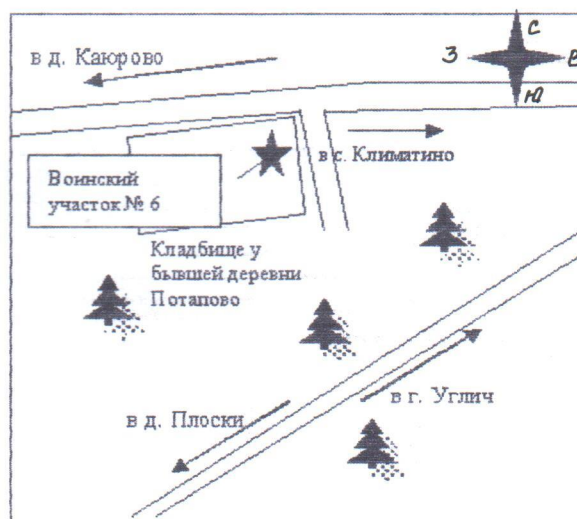 С
в д. Каюрово
З
В
Ю
в с. Климатино
Воинский
участок № 6
Кладбище у
бывшей деревни
Потапово
в г. Углич
в д. Плоски